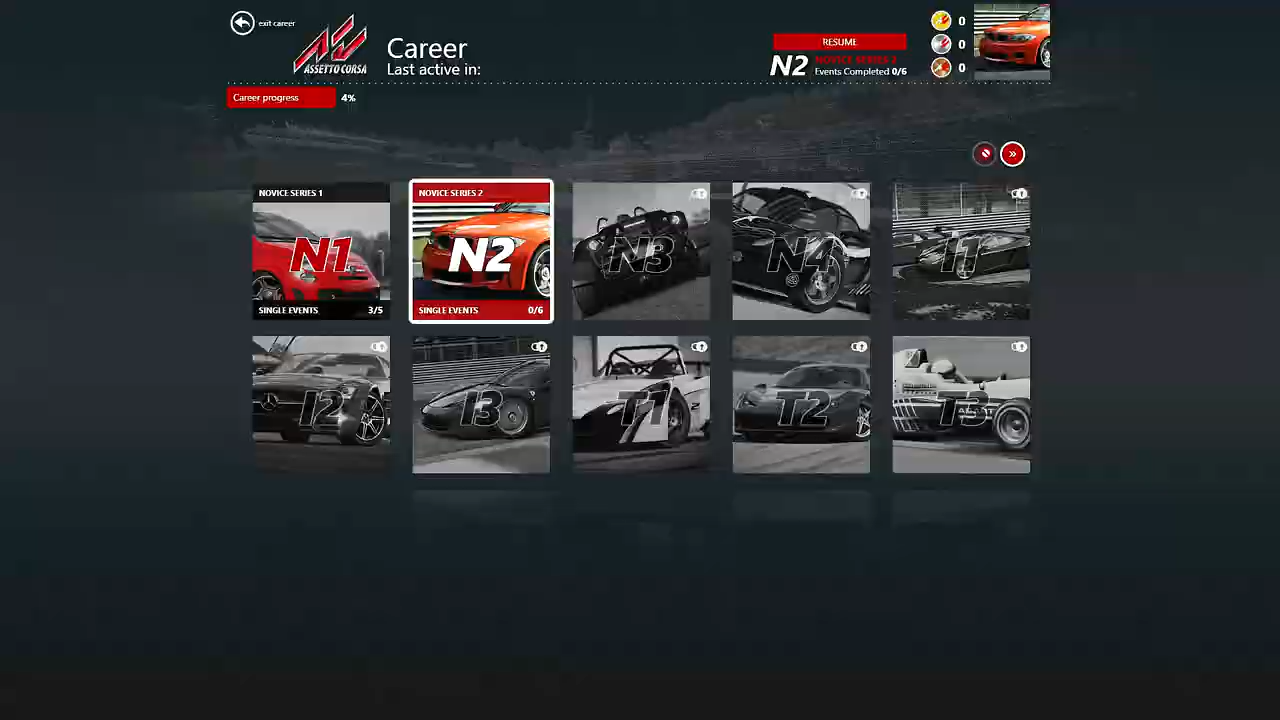 exit career
ASSETTO CORSA
Career
Last active in:
RESUME
N2
NOVICE SERIES 2
Events Completed 0/6
0
0
0
Career progress
4%
NOVICE SERIES 1
N1
SINGLE EVENTS 3/5
NOVICE SERIES 2
N2
SINGLE EVENTS 0/6
N3
N4
I1
I2
I3
T1
T2
T3